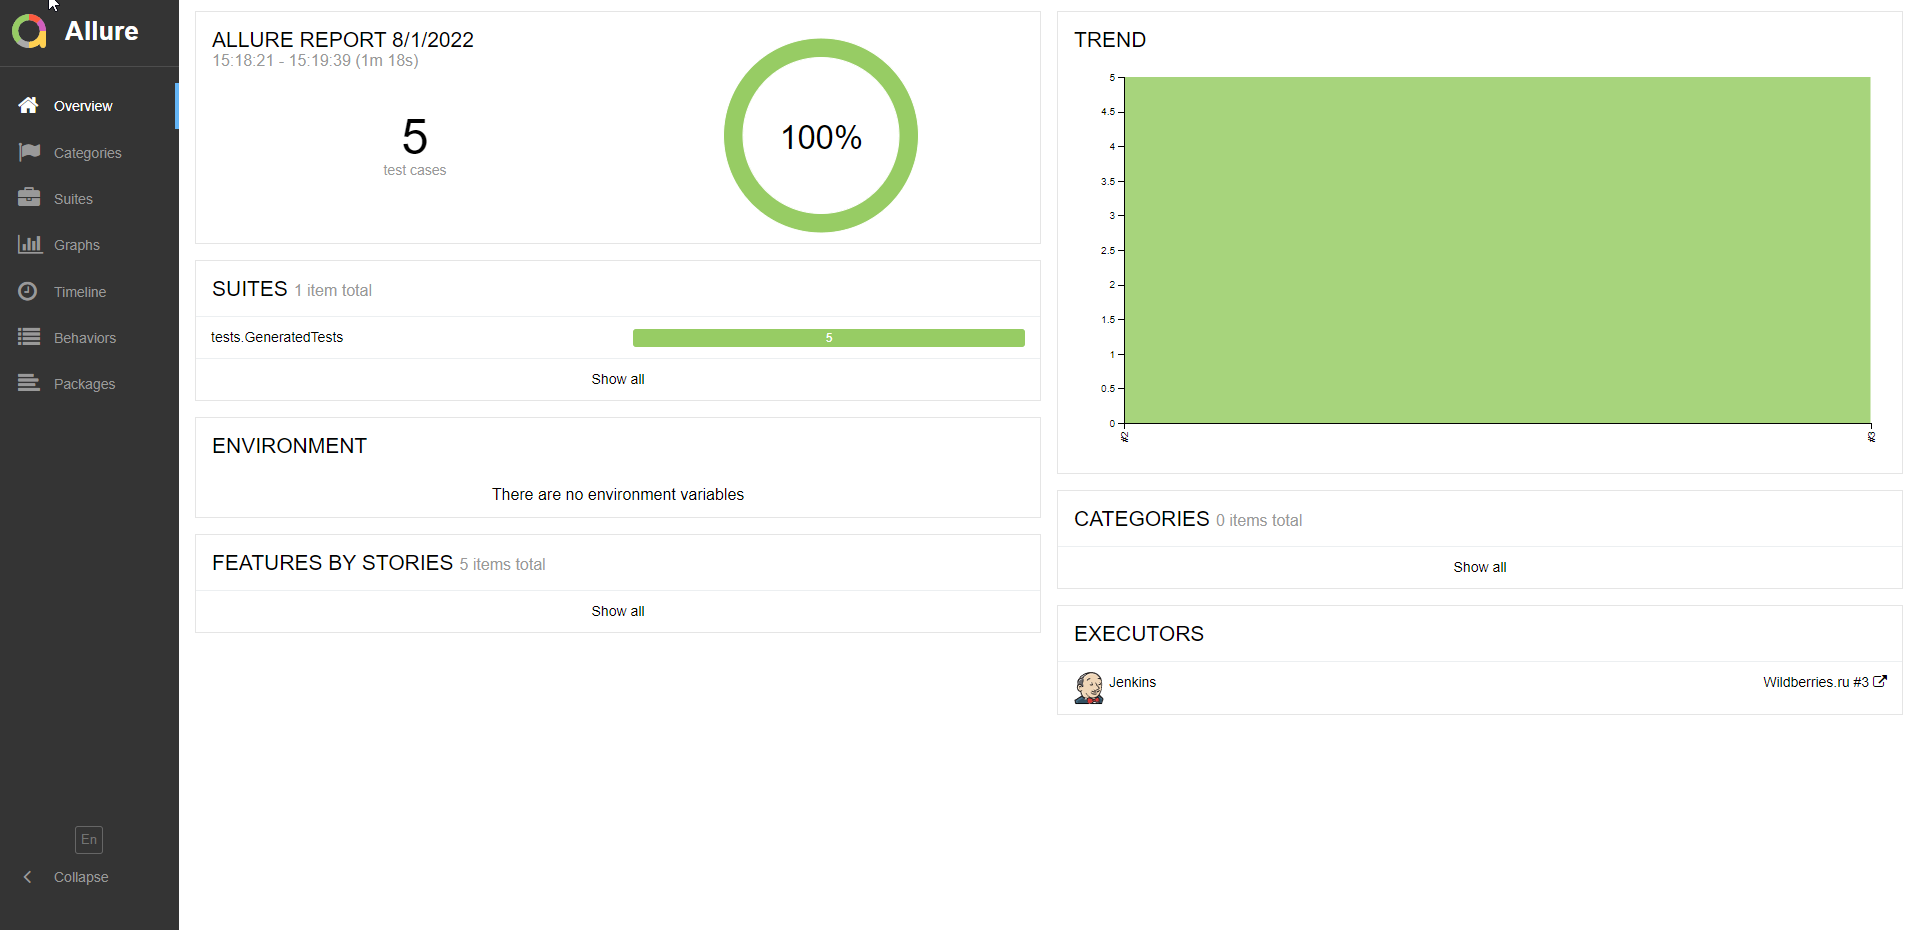 Allure
Overview
Categories
Suites
Graphs
Timeline
Behaviors
Packages
En
Collapse
ALLURE REPORT 8/1/2022
15:18:21 - 15:19:39 (1m 18s)
5
test cases
100%
SUITES 1 item total
tests.GeneratedTests 5
Show all
ENVIRONMENT
There are no environment variables
FEATURES BY STORIES 5 items total
Show all
TREND
5
4.5
4
3.5
3
2.5
2
1.5
1
0.5
0
#2 #3
CATEGORIES 0 items total
Show all
EXECUTORS
Jenkins Wildberries.ru #3